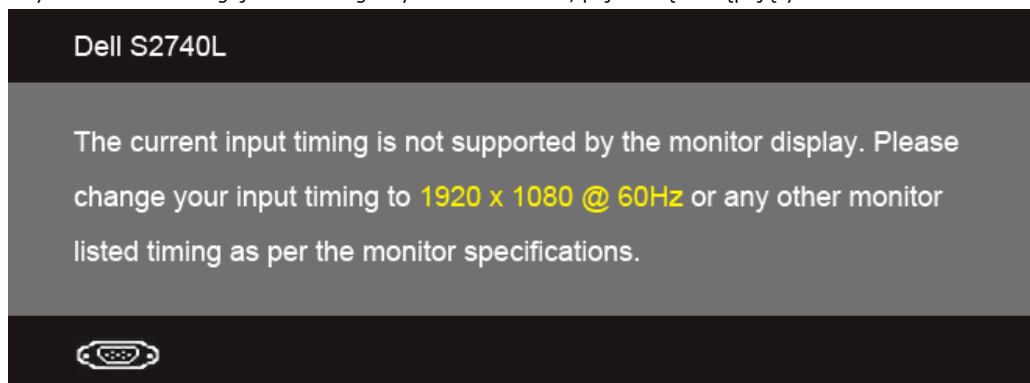 Dell S2740L
The current input timing is not supported by the monitor display. Please
change your input timing to 1920 x 1080 @ 60Hz or any other monitor
listed timing as per the monitor specifications.